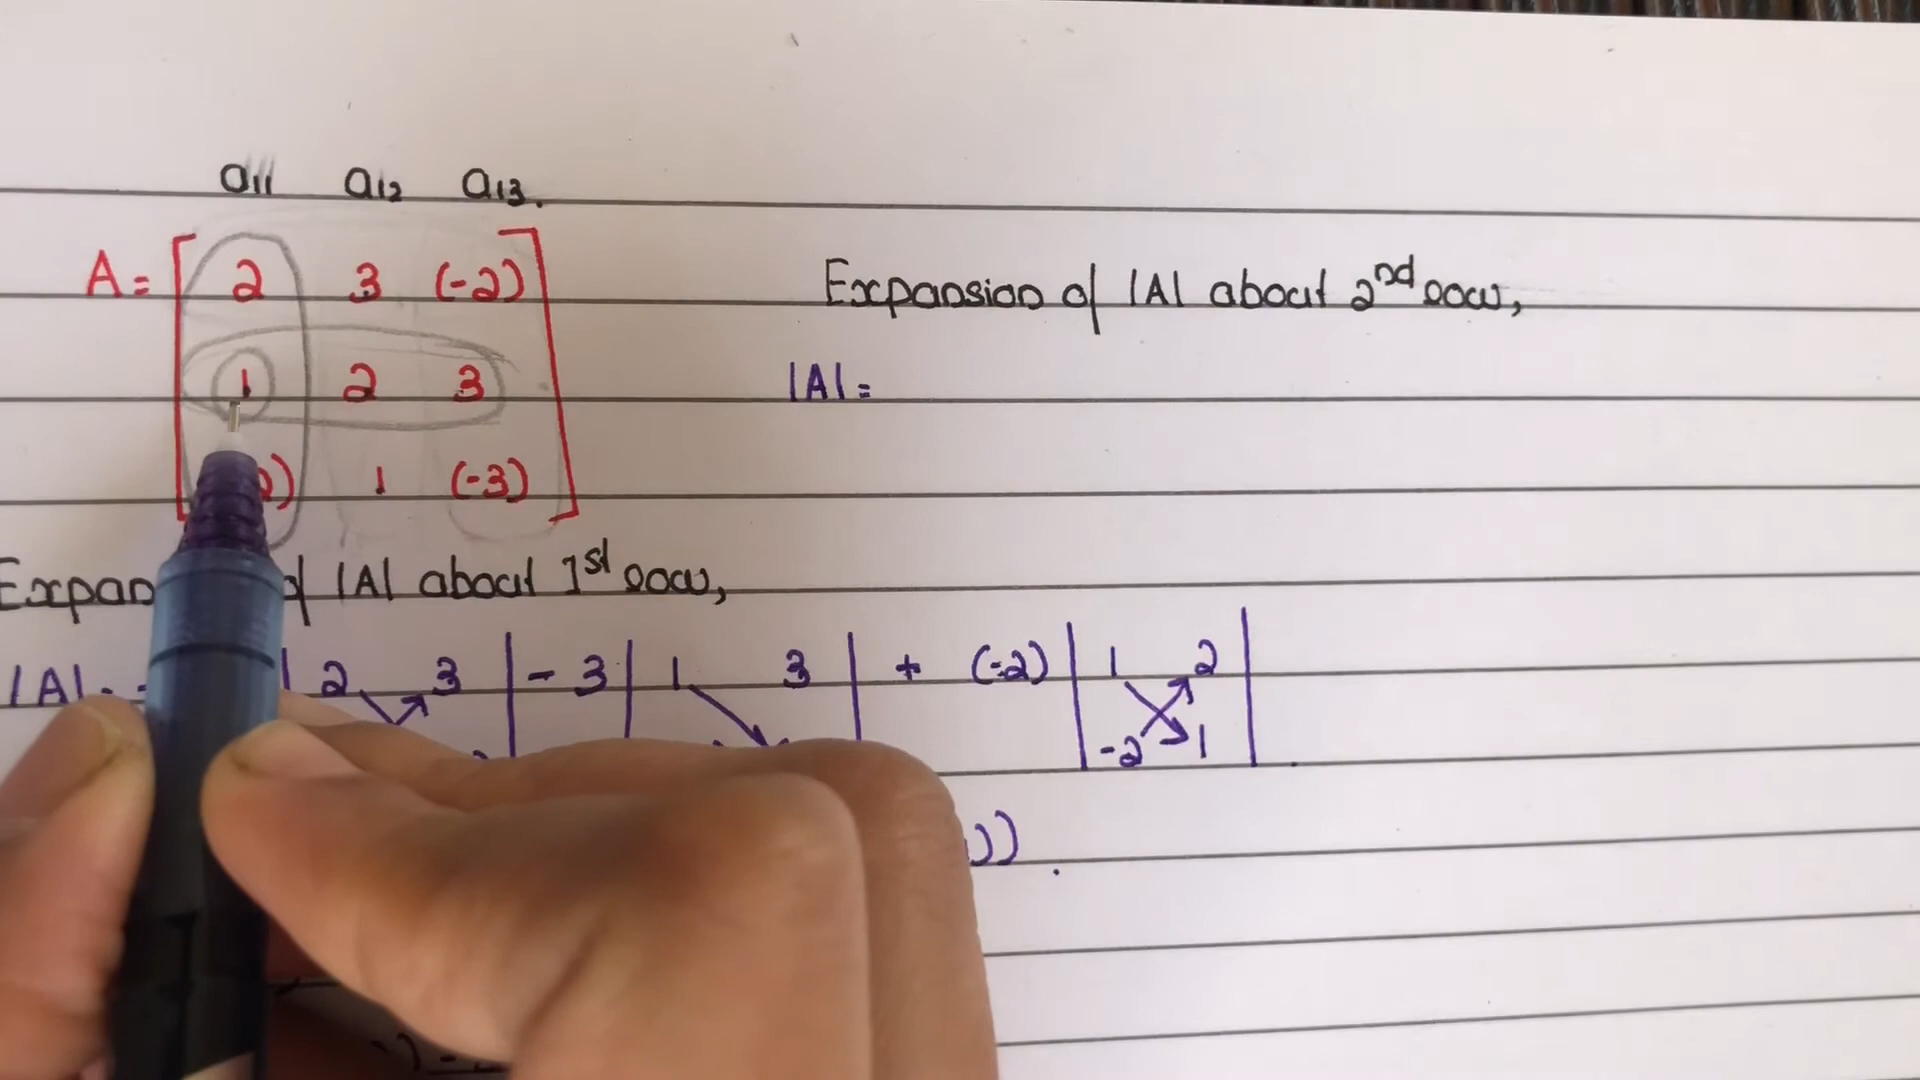 a11 a12 a13.
A = [ 2 3 (-2)
1 2 3
2) 1 (-3) ]
Expansion of |A| about 2nd row,
|A| =
Expan of |A| about 1st row,
|A| = | 2 3 | - 3 | 1 3 | + (-2) | 1 2 |
-2 1
)) .